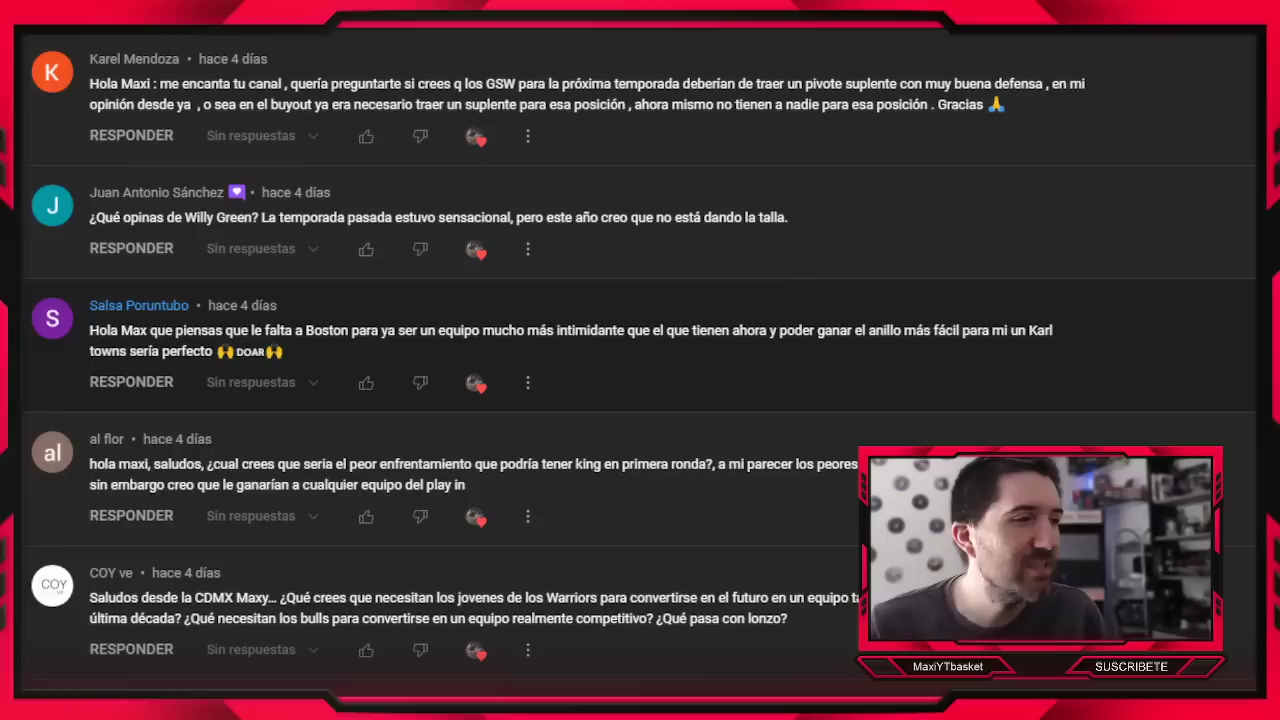 K
Karel Mendoza • hace 4 días
Hola Maxi : me encanta tu canal , quería preguntarte si crees q los GSW para la próxima temporada deberían de traer un pivote suplente con muy buena defensa , en mi
opinión desde ya , o sea en el buyout ya era necesario traer un suplente para esa posición , ahora mismo no tienen a nadie para esa posición . Gracias 🙏
RESPONDER Sin respuestas
J
Juan Antonio Sánchez • hace 4 días
¿Qué opinas de Willy Green? La temporada pasada estuvo sensacional, pero este año creo que no está dando la talla.
RESPONDER Sin respuestas
S
Salsa Poruntubo • hace 4 días
Hola Max que piensas que le falta a Boston para ya ser un equipo mucho más intimidante que el que tienen ahora y poder ganar el anillo más fácil para mi un Karl
towns sería perfecto 🙌 DOAR 🙌
RESPONDER Sin respuestas
al
al flor • hace 4 días
hola maxi, saludos, ¿cual crees que seria el peor enfrentamiento que podría tener king en primera ronda?, a mi parecer los peores
sin embargo creo que le ganarían a cualquier equipo del play in
RESPONDER Sin respuestas
COY
COY ve • hace 4 días
Saludos desde la CDMX Maxy... ¿Qué crees que necesitan los jovenes de los Warriors para convertirse en el futuro en un equipo
última década? ¿Qué necesitan los bulls para convertirse en un equipo realmente competitivo? ¿Qué pasa con lonzo?
RESPONDER Sin respuestas
MaxiYTbasket
SUSCRIBETE